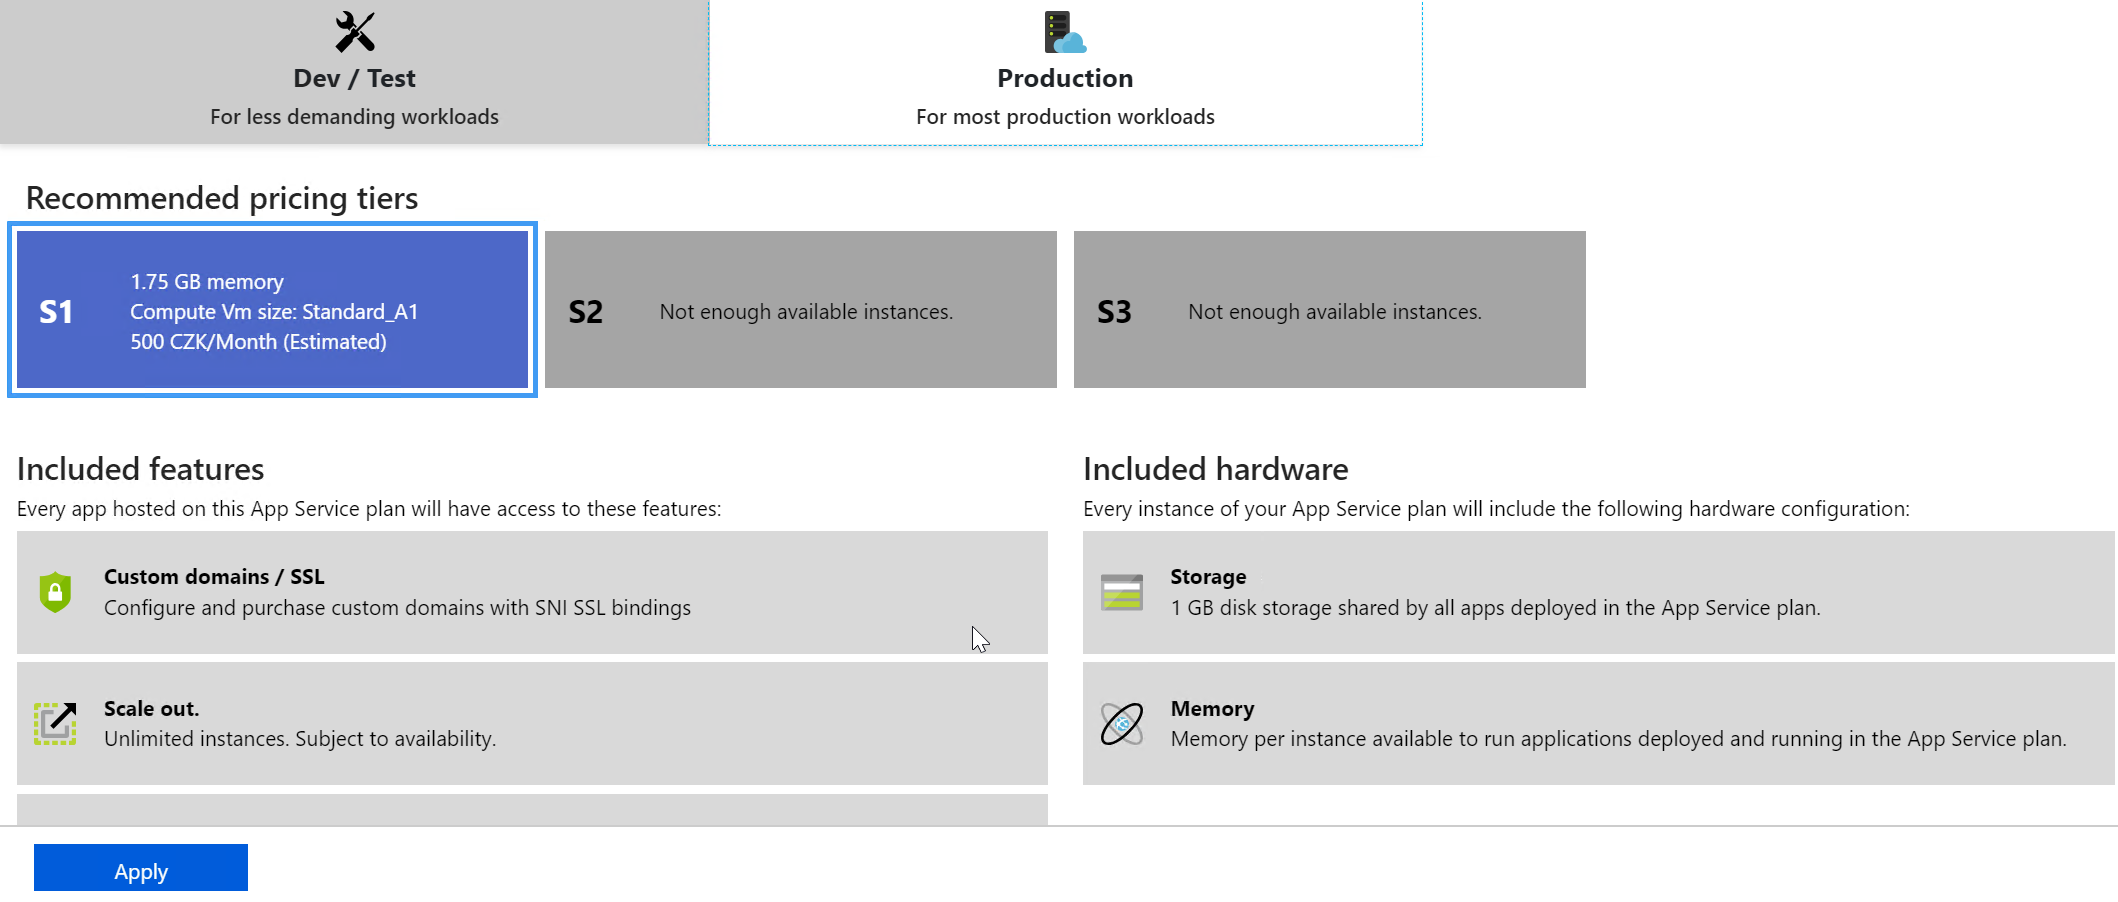 Dev / Test
For less demanding workloads
Production
For most production workloads
Recommended pricing tiers
S1
1.75 GB memory
Compute Vm size: Standard_A1
500 CZK/Month (Estimated)
S2
Not enough available instances.
S3
Not enough available instances.
Included features
Every app hosted on this App Service plan will have access to these features:
Custom domains / SSL
Configure and purchase custom domains with SNI SSL bindings
Scale out.
Unlimited instances. Subject to availability.
Included hardware
Every instance of your App Service plan will include the following hardware configuration:
Storage
1 GB disk storage shared by all apps deployed in the App Service plan.
Memory
Memory per instance available to run applications deployed and running in the App Service plan.
Apply